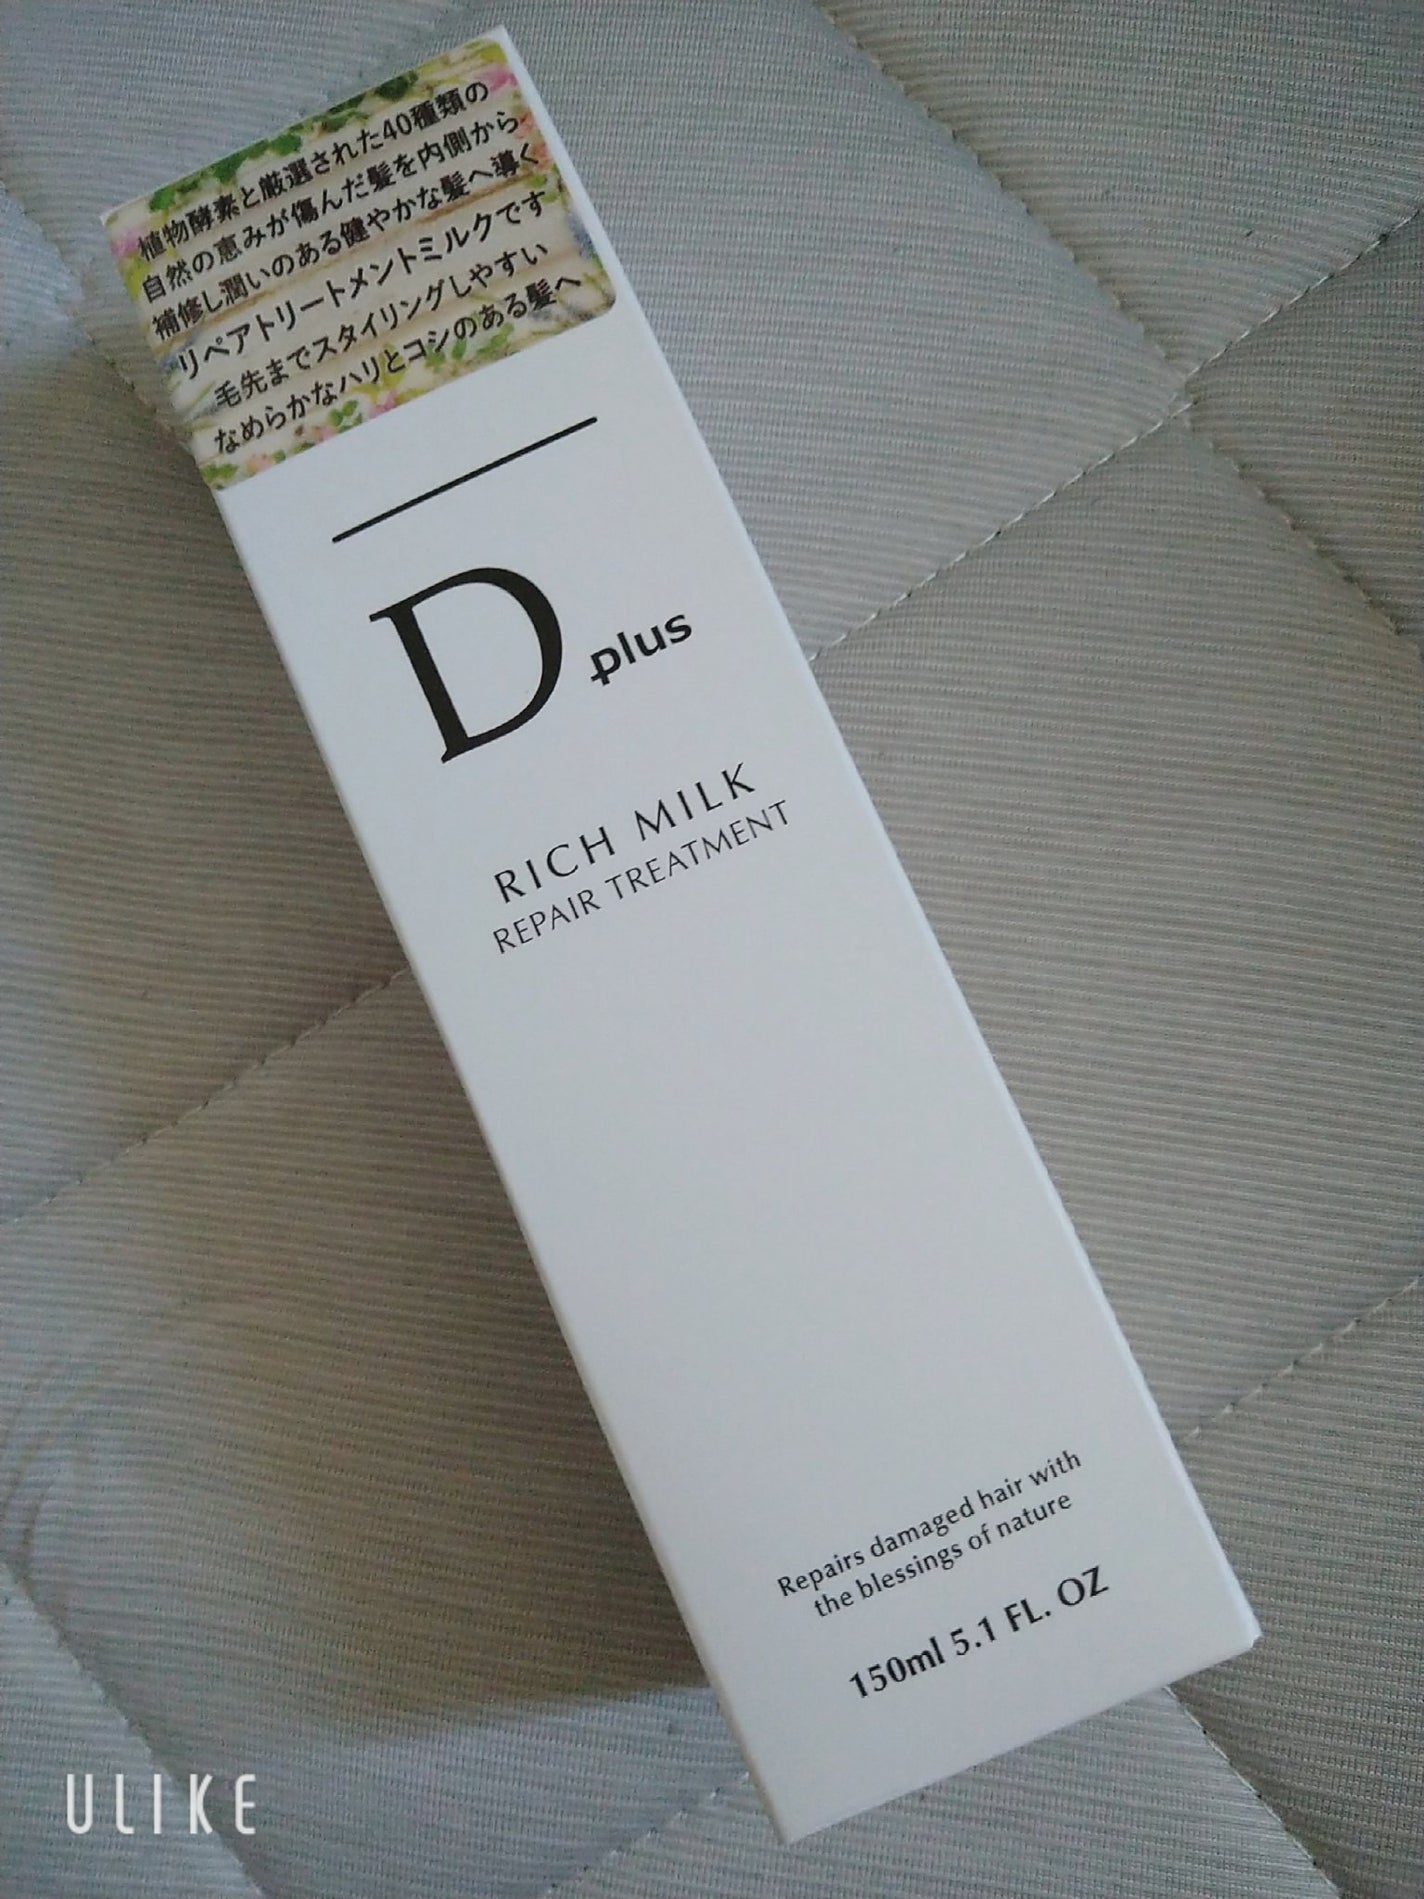 植物酵素と厳選された40種類の
自然の恵みが傷んだ髪を内側から
補修し潤いのある健やかな髪へ導く
リペアトリートメントミルクです
毛先までスタイリングしやすい
なめらかなハリとコシのある髪へ
D plus
RICH MILK
REPAIR TREATMENT
Repairs damaged hair with
the blessings of nature
150ml 5.1 FL. OZ
ULIKE